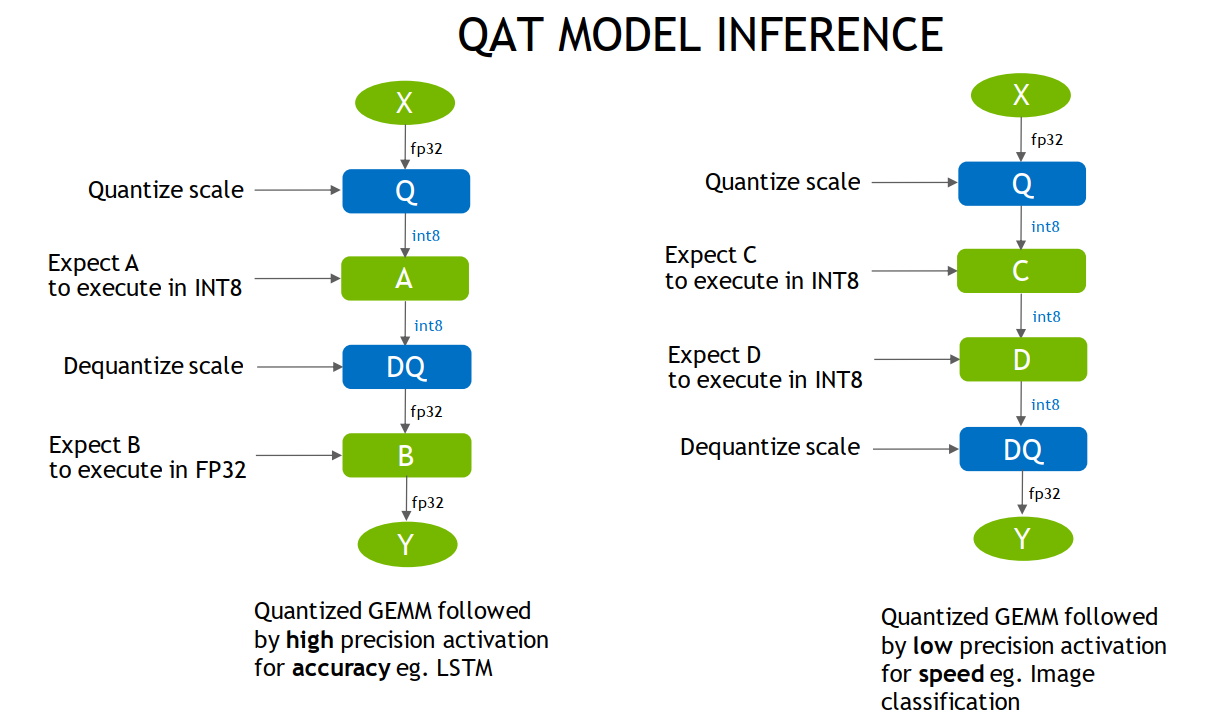 QAT MODEL INFERENCE
X
fp32
Quantize scale
Q
int8
Expect A
to execute in INT8
A
int8
Dequantize scale
DQ
fp32
Expect B
to execute in FP32
B
fp32
Y
Quantized GEMM followed
by high precision activation
for accuracy eg. LSTM
X
fp32
Quantize scale
Q
int8
Expect C
to execute in INT8
C
int8
Expect D
to execute in INT8
D
int8
Dequantize scale
DQ
fp32
Y
Quantized GEMM followed
by low precision activation
for speed eg. Image
classification